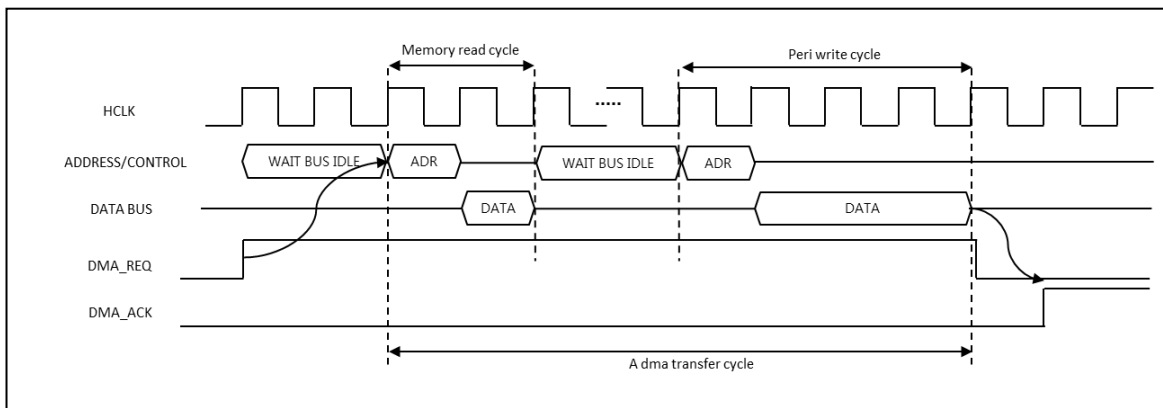 Memory read cycle
Peri write cycle
HCLK
.....
ADDRESS/CONTROL
WAIT BUS IDLE
ADR
WAIT BUS IDLE
ADR
DATA BUS
DATA
DATA
DMA_REQ
DMA_ACK
A dma transfer cycle